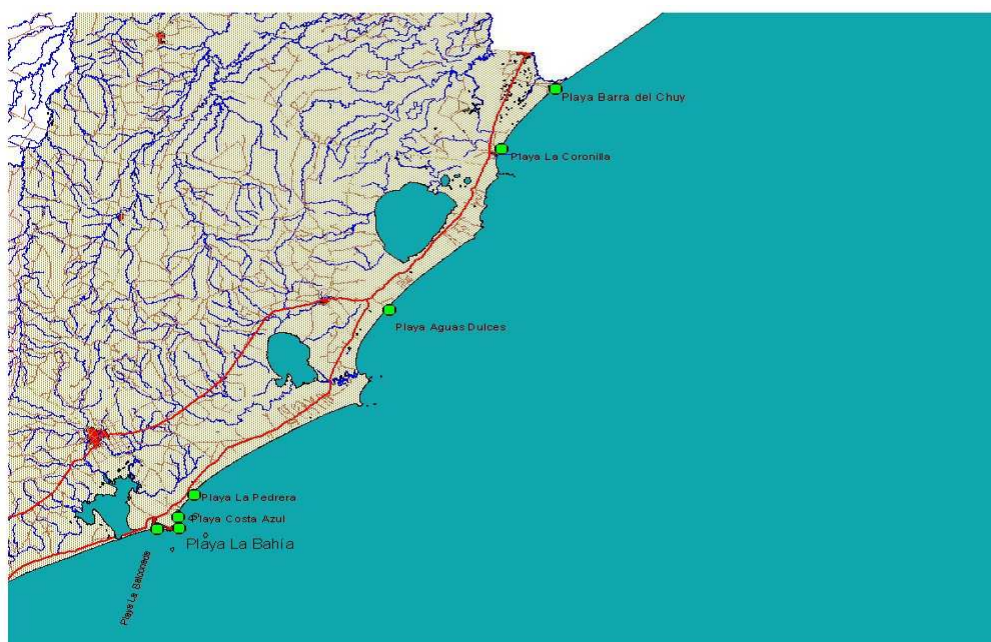 Playa Barra del Chuy
Playa La Coronilla
Playa Aguas Dulces
Playa La Pedrera
Playa Costa Azul
Playa La Bahía
Playa La Balconada